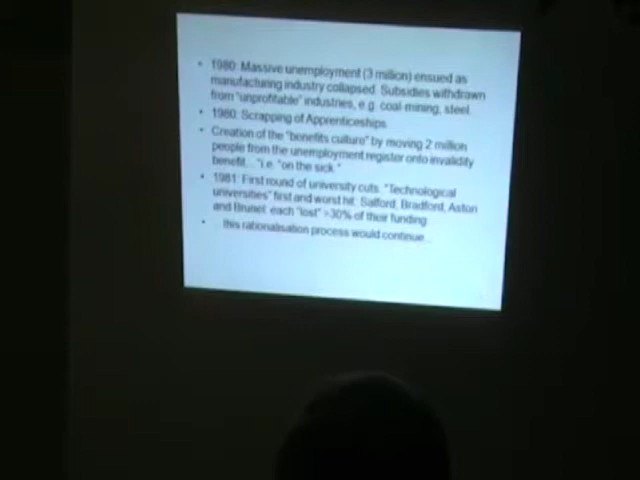 • 1980: Massive unemployment (3 million) ensued as
manufacturing industry collapsed. Subsidies withdrawn
from "unprofitable" industries, e.g. coal-mining, steel.
• 1980: Scrapping of Apprenticeships.
• Creation of the "benefits culture" by moving 2 million
people from the unemployment register onto invalidity
benefit... "i.e. "on the sick."
• 1981: First round of university cuts. "Technological
universities" first and worst hit. Salford, Bradford, Aston
and Brunel, each "lost" >30% of their funding
• this rationalisation process would continue...